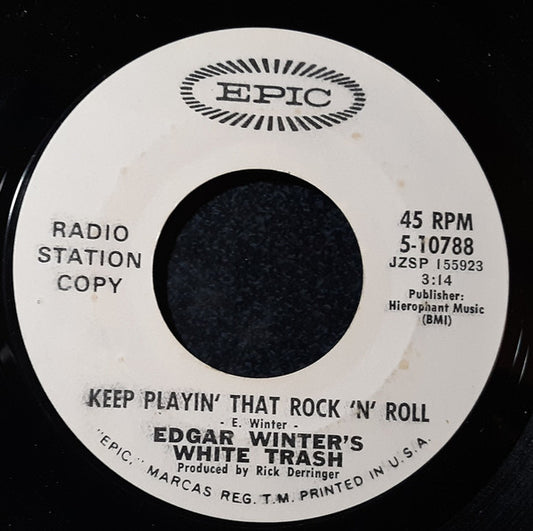 EPIC
RADIO
STATION
COPY
45 RPM
5-10788
JZSP 155923
3:14
Publisher:
Hierophant Music
(BMI)
KEEP PLAYIN' THAT ROCK 'N' ROLL
- E. Winter -
EDGAR WINTER'S
WHITE TRASH
Produced by Rick Derringer
"EPIC," MARCAS REG. T.M. PRINTED IN U.S.A.